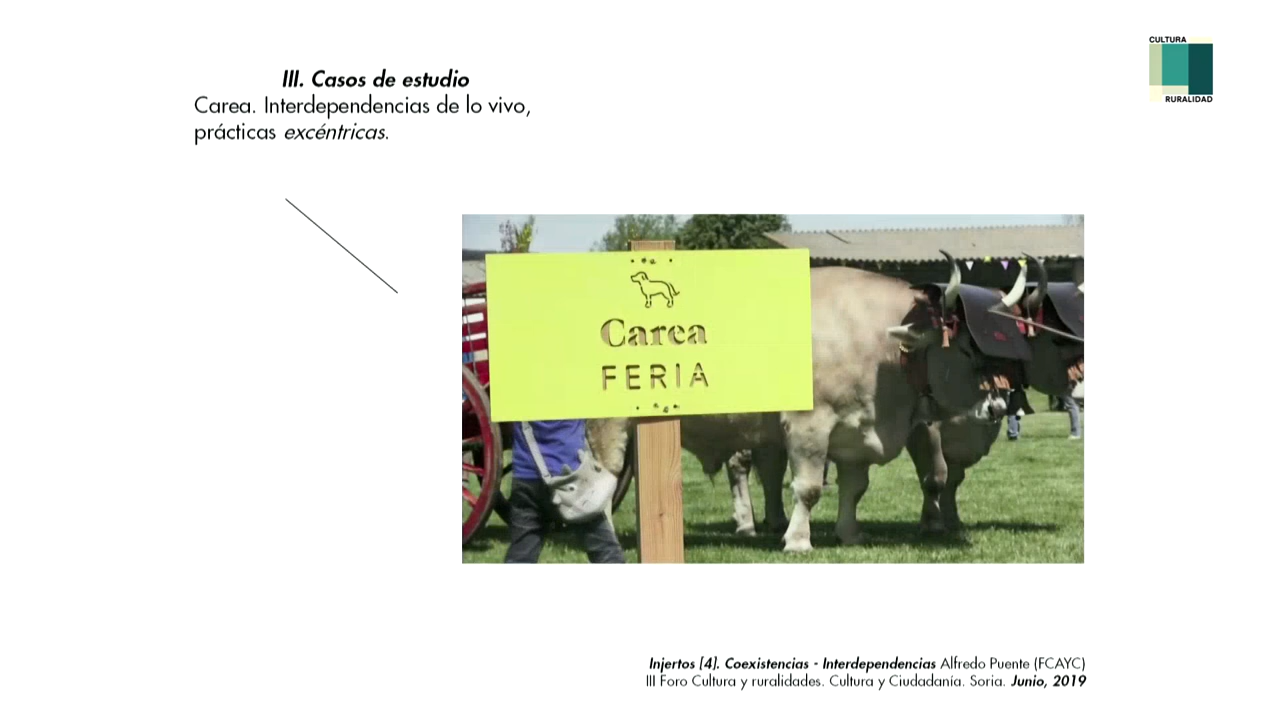 CULTURA
RURALIDAD
III. Casos de estudio
Carea. Interdependencias de lo vivo,
prácticas excéntricas.
Carea
FERIA
Injertos [4]. Coexistencias - Interdependencias Alfredo Puente (FCAYC)
III Foro Cultura y ruralidades. Cultura y Ciudadanía. Soria. Junio, 2019